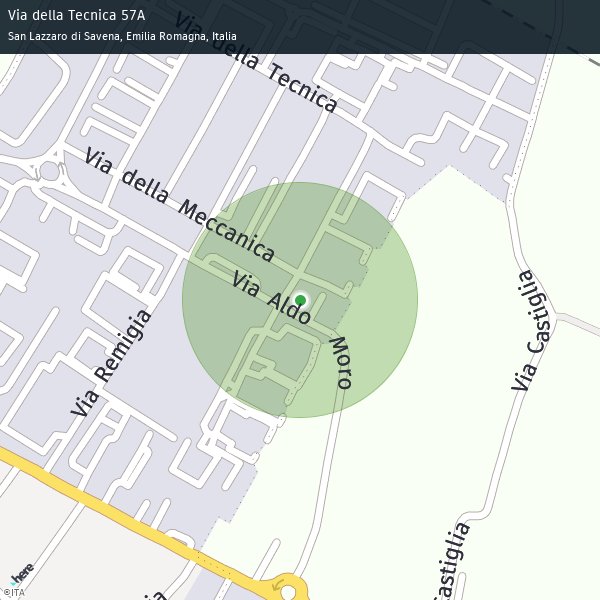 Via della Tecnica 57A
San Lazzaro di Savena, Emilia Romagna, Italia
Via della Tecnica
Via della Meccanica
Via Aldo Moro
Via Remigia
Via Castiglia
Castiglia
ia
here
©ITA